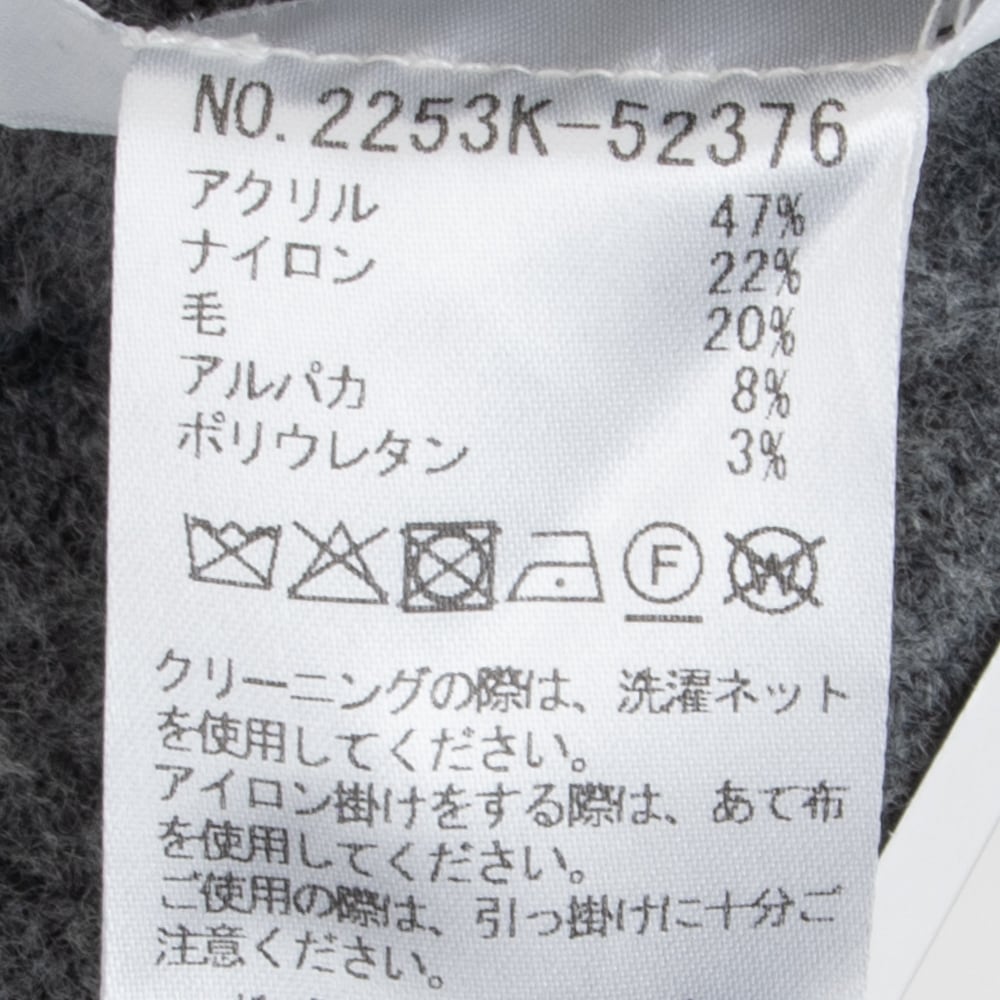 NO. 2253K-52376
アクリル 47%
ナイロン 22%
毛 20%
アルパカ 8%
ポリウレタン 3%
F W
クリーニングの際は、洗濯ネット
を使用してください。
アイロン掛けをする際は、あて布
を使用してください。
ご使用の際は、引っ掛けに十分ご
注意ください。